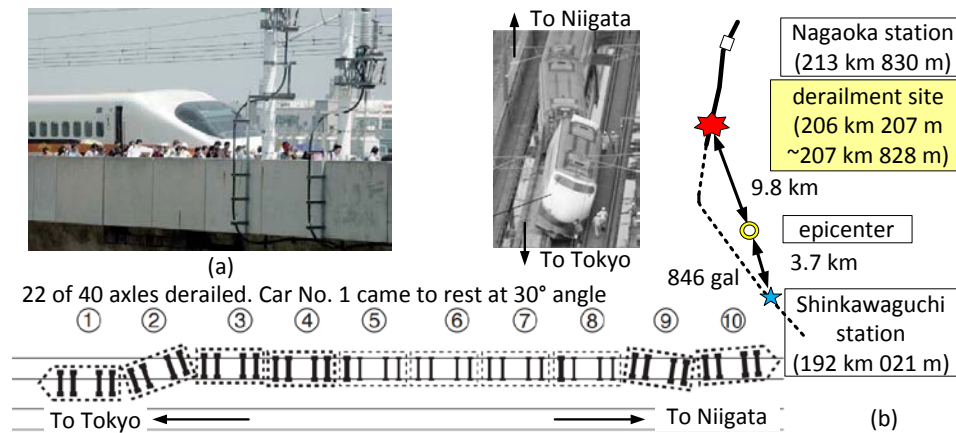 To Niigata
Nagaoka station
(213 km 830 m)
derailment site
(206 km 207 m
~207 km 828 m)
9.8 km
epicenter
3.7 km
846 gal
To Tokyo
(a)
22 of 40 axles derailed. Car No. 1 came to rest at 30° angle
Shinkawaguchi
station
(192 km 021 m)
① ② ③ ④ ⑤ ⑥ ⑦ ⑧ ⑨ ⑩
To Tokyo
To Niigata
(b)